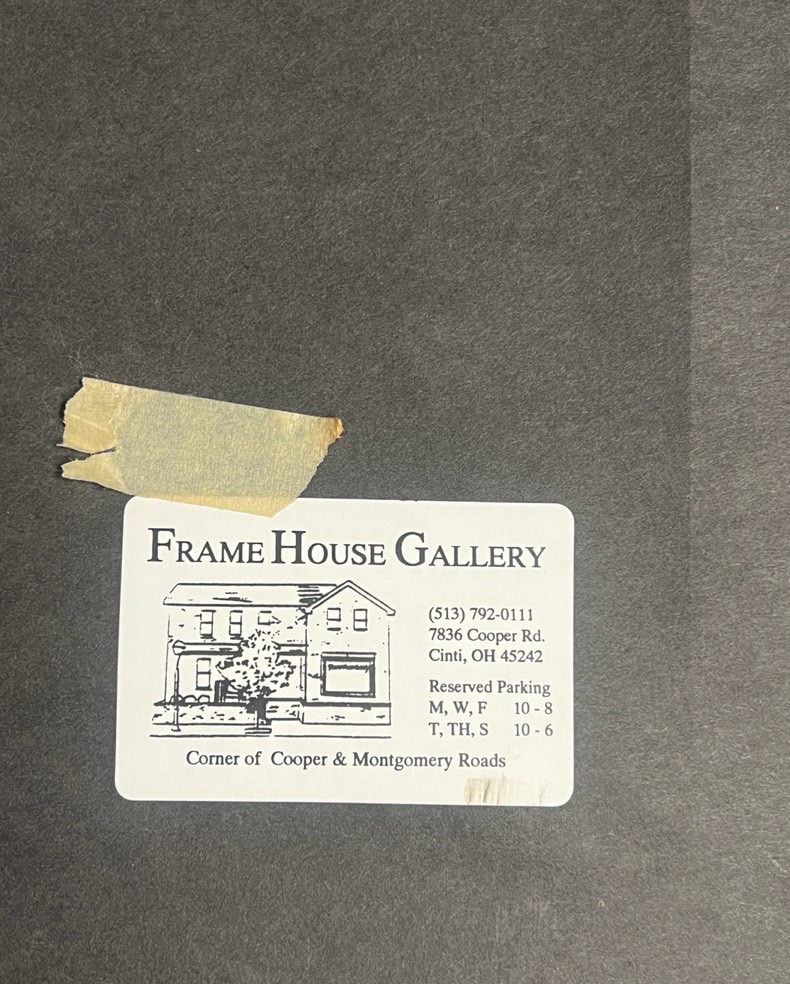 FRAME HOUSE GALLERY
(513) 792-0111
7836 Cooper Rd.
Cinti, OH 45242
Reserved Parking
M, W, F 10 - 8
T, TH, S 10 - 6
Corner of Cooper & Montgomery Roads